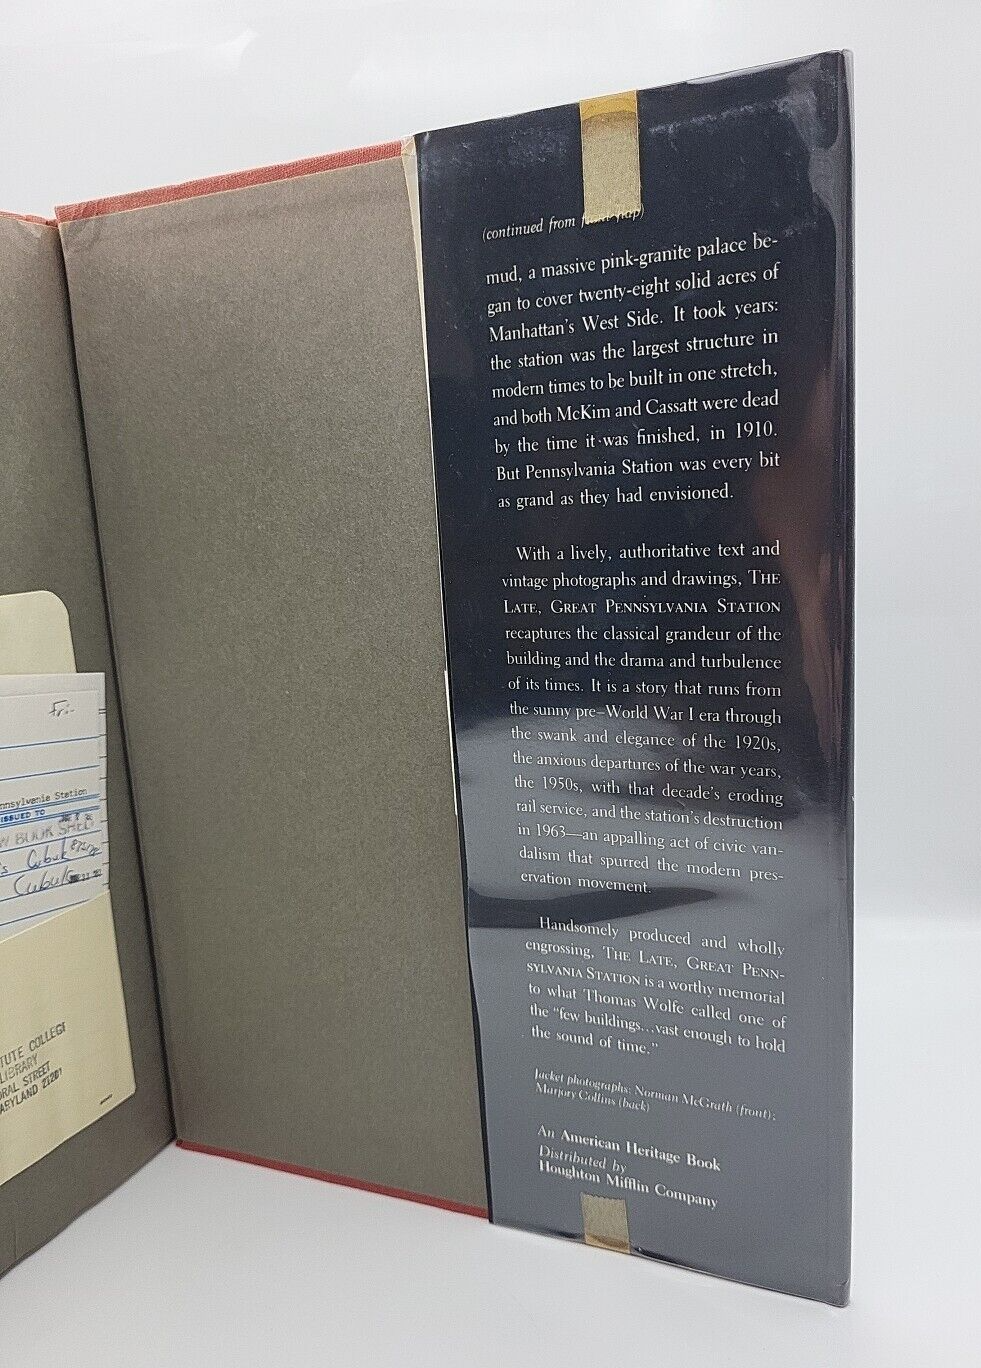 Fri-
nnsylvania Station
ISSUED TO
W BOOK SHELF
TUTE COLLEGE
LIBRARY
ORAL STREET
ARYLAND 21201
(continued from flap)
mud, a massive pink-granite palace be-
gan to cover twenty-eight solid acres of
Manhattan's West Side. It took years:
the station was the largest structure in
modern times to be built in one stretch,
and both McKim and Cassatt were dead
by the time it was finished, in 1910.
But Pennsylvania Station was every bit
as grand as they had envisioned.
With a lively, authoritative text and
vintage photographs and drawings, THE
LATE, GREAT PENNSYLVANIA STATION
recaptures the classical grandeur of the
building and the drama and turbulence
of its times. It is a story that runs from
the sunny pre–World War I era through
the swank and elegance of the 1920s,
the anxious departures of the war years,
the 1950s, with that decade's eroding
rail service, and the station's destruction
in 1963—an appalling act of civic van-
dalism that spurred the modern pres-
ervation movement.
Handsomely produced and wholly
engrossing, THE LATE, GREAT PENN-
SYLVANIA STATION is a worthy memorial
to what Thomas Wolfe called one of
the "few buildings...vast enough to hold
the sound of time."
Jacket photographs: Norman McGrath (front);
Marjory Collins (back)
An American Heritage Book
Distributed by
Houghton Mifflin Company